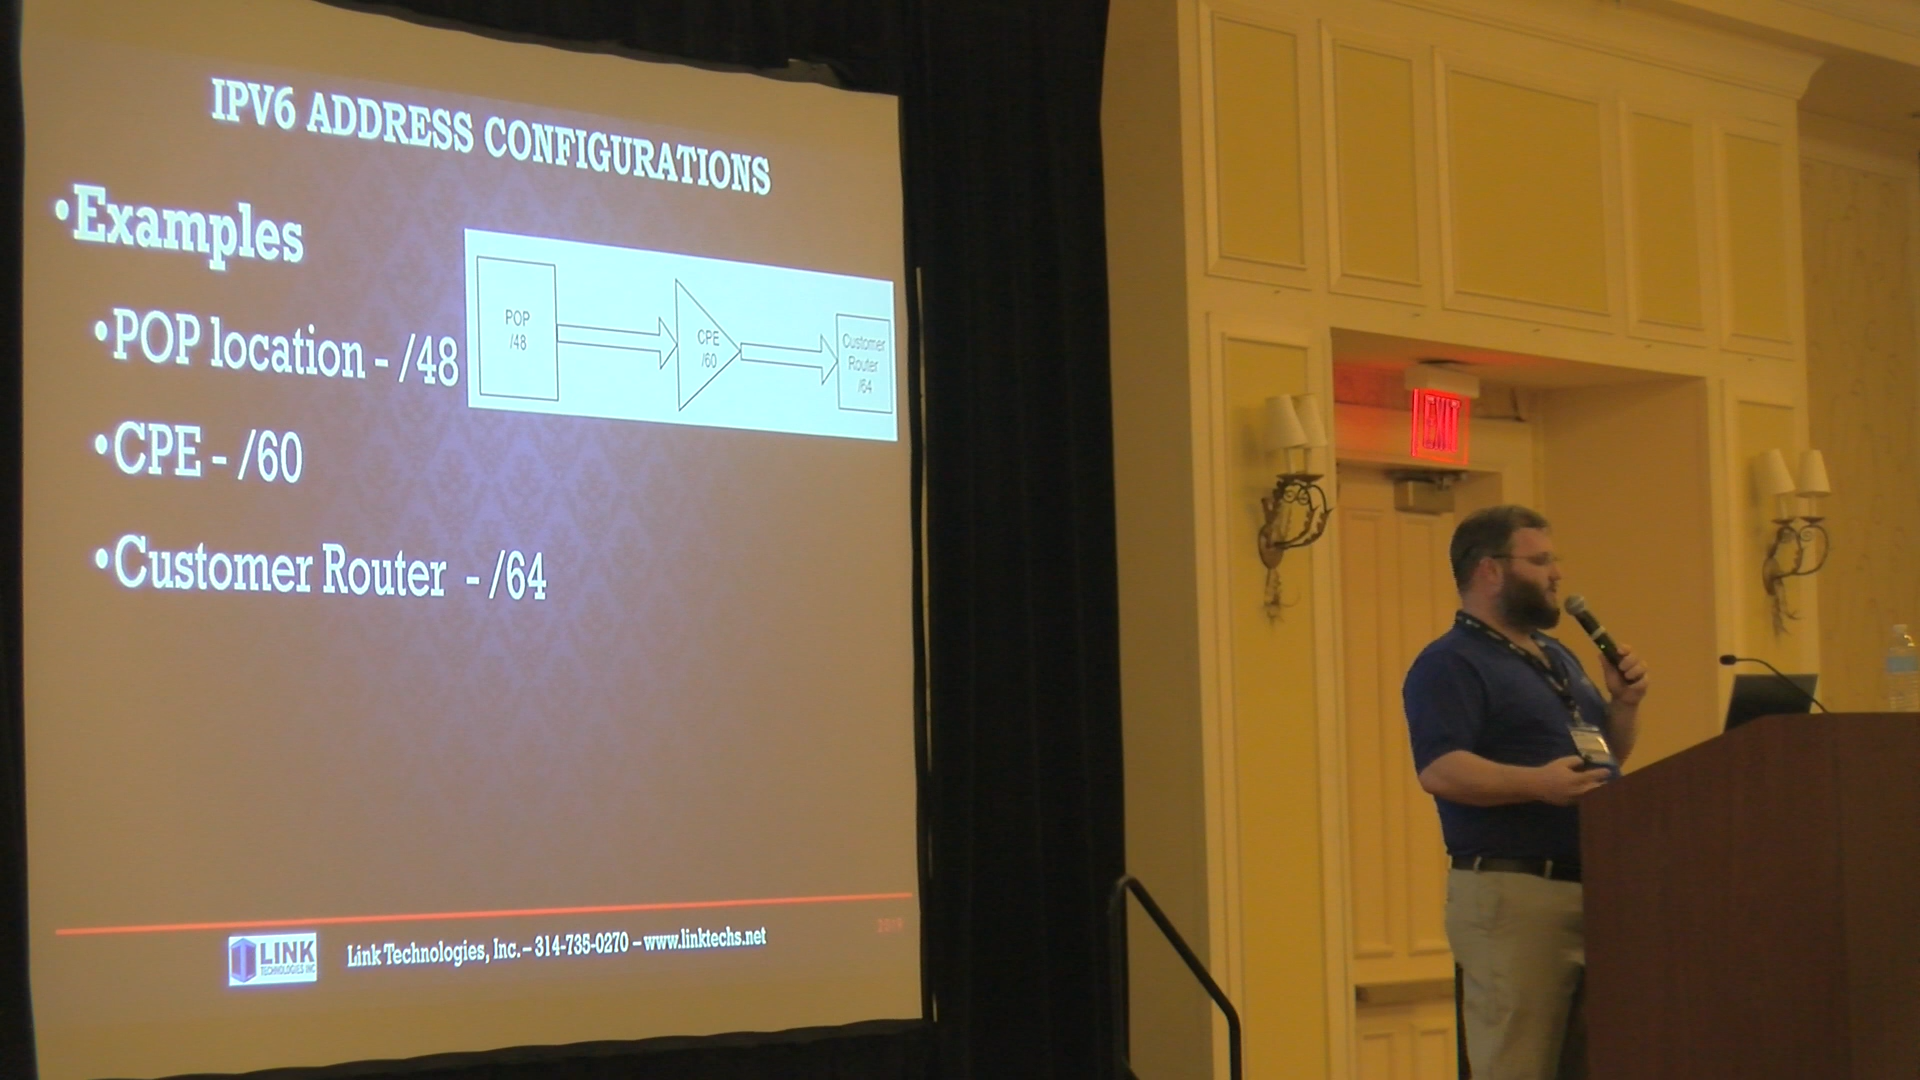 IPV6 ADDRESS CONFIGURATIONS
•Examples
•POP location - /48
•CPE - /60
•Customer Router - /64
POP
/48
CPE
/60
Customer
Router
/64
EXIT
2019
LINK
TECHNOLOGIES INC
Link Technologies, Inc. – 314-735-0270 – www.linktechs.net